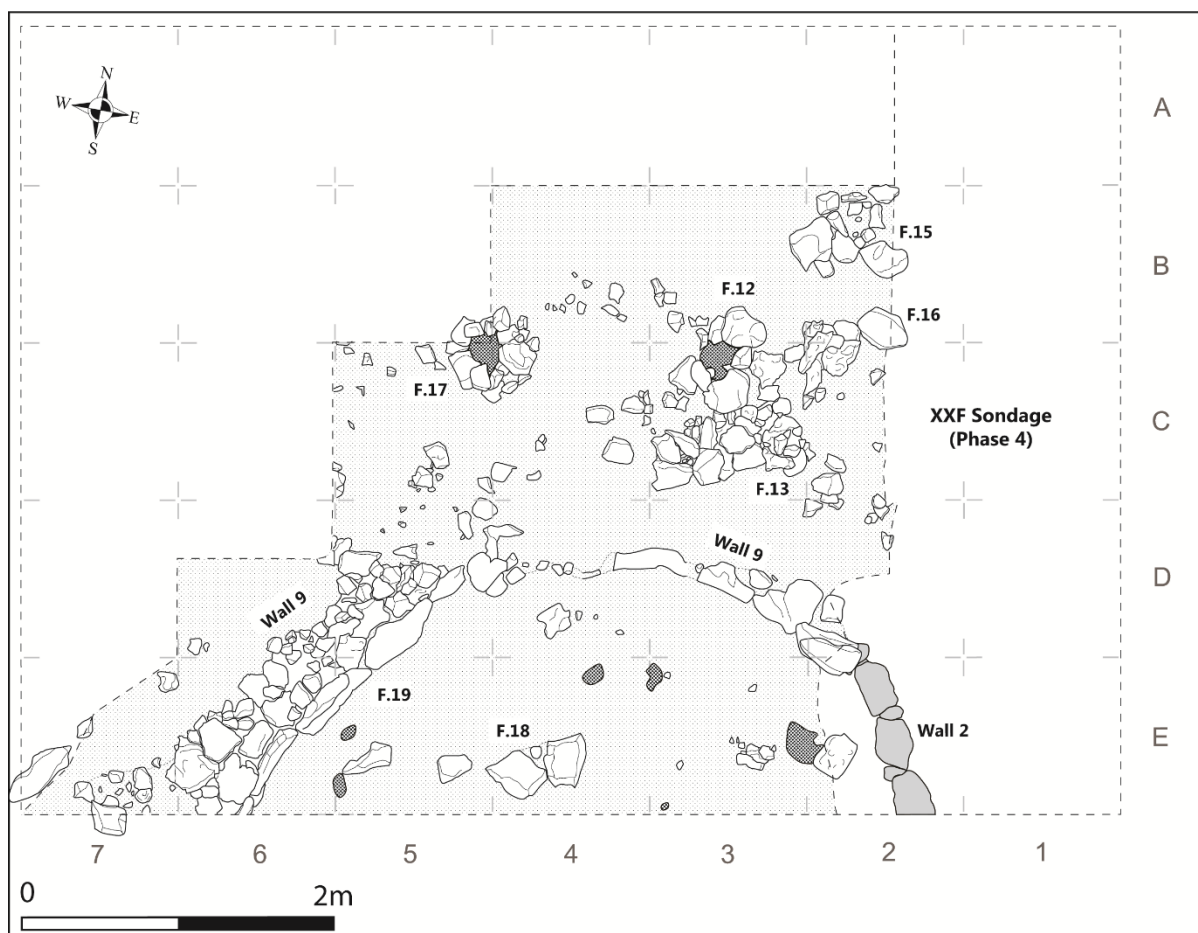 N
W
E
S
A
F.15
B
F.12
F.16
F.17
C
XXF Sondage
(Phase 4)
F.13
Wall 9
D
Wall 9
F.19
F.18
Wall 2
E
7
6
5
4
3
2
1
0
2m